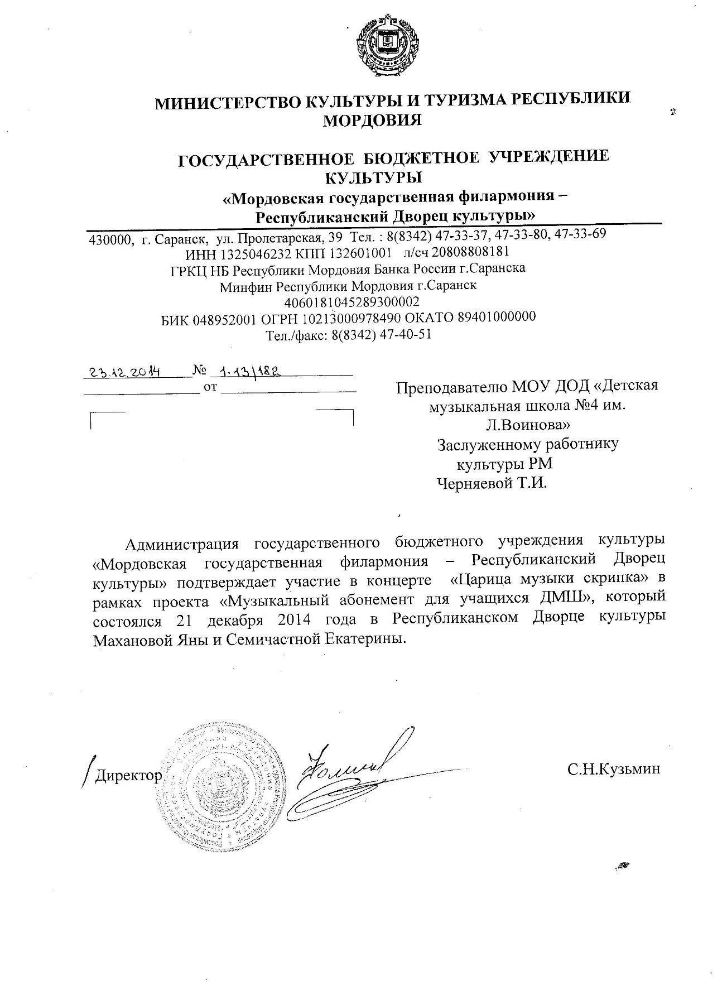 МИНИСТЕРСТВО КУЛЬТУРЫ И ТУРИЗМА РЕСПУБЛИКИ
МОРДОВИЯ
ГОСУДАРСТВЕННОЕ БЮДЖЕТНОЕ УЧРЕЖДЕНИЕ
КУЛЬТУРЫ
«Мордовская государственная филармония –
Республиканский Дворец культуры»
430000, г. Саранск, ул. Пролетарская, 39 Тел. : 8(8342) 47-33-37, 47-33-80, 47-33-69
ИНН 1325046232 КПП 132601001 л/сч 20808808181
ГРКЦ НБ Республики Мордовия Банка России г.Саранска
Минфин Республики Мордовия г.Саранск
4060181045289300002
БИК 048952001 ОГРН 10213000978490 ОКАТО 89401000000
Тел./факс: 8(8342) 47-40-51
23.12.2014 № 1.13\182
от
Преподавателю МОУ ДОД «Детская
музыкальная школа №4 им.
Л.Воинова»
Заслуженному работнику
культуры РМ
Черняевой Т.И.
Администрация государственного бюджетного учреждения культуры
«Мордовская государственная филармония – Республиканский Дворец
культуры» подтверждает участие в концерте «Царица музыки скрипка» в
рамках проекта «Музыкальный абонемент для учащихся ДМШ», который
состоялся 21 декабря 2014 года в Республиканском Дворце культуры
Махановой Яны и Семичастной Екатерины.
/ Директор
С.Н.Кузьмин